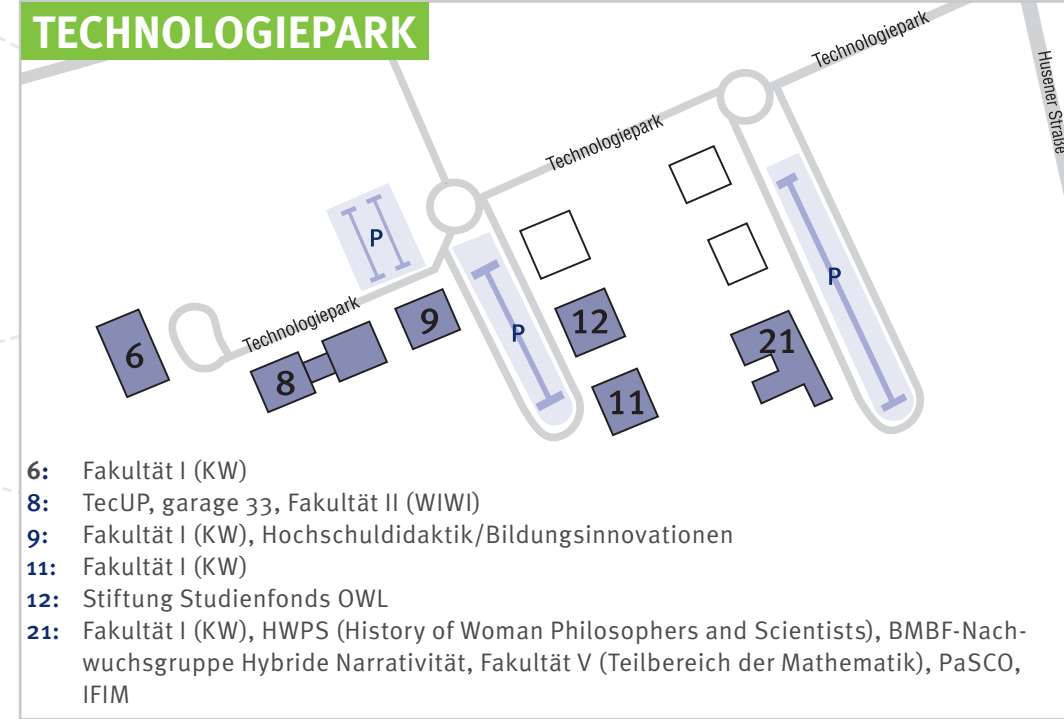 TECHNOLOGIEPARK
Technologiepark
Husener Straße
Technologiepark
P
Technologiepark
P
P
6
8
9
12
11
21
6: Fakultät I (KW)
8: TecUP, garage 33, Fakultät II (WIWI)
9: Fakultät I (KW), Hochschuldidaktik/Bildungsinnovationen
11: Fakultät I (KW)
12: Stiftung Studienfonds OWL
21: Fakultät I (KW), HWPS (History of Woman Philosophers and Scientists), BMBF-Nach-
wuchsgruppe Hybride Narrativität, Fakultät V (Teilbereich der Mathematik), PaSCO,
IFIM